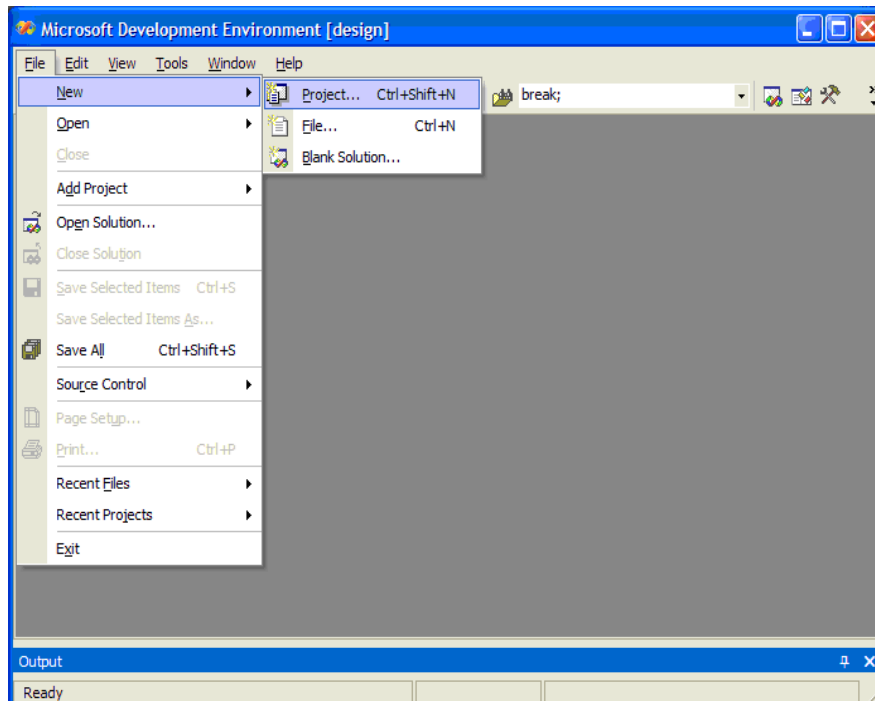 Microsoft Development Environment [design]
File Edit View Tools Window Help
New
Project... Ctrl+Shift+N
break;
Open
File... Ctrl+N
Close
Blank Solution...
Add Project
Open Solution...
Close Solution
Save Selected Items Ctrl+S
Save Selected Items As...
Save All Ctrl+Shift+S
Source Control
Page Setup...
Print... Ctrl+P
Recent Files
Recent Projects
Exit
Output
Ready